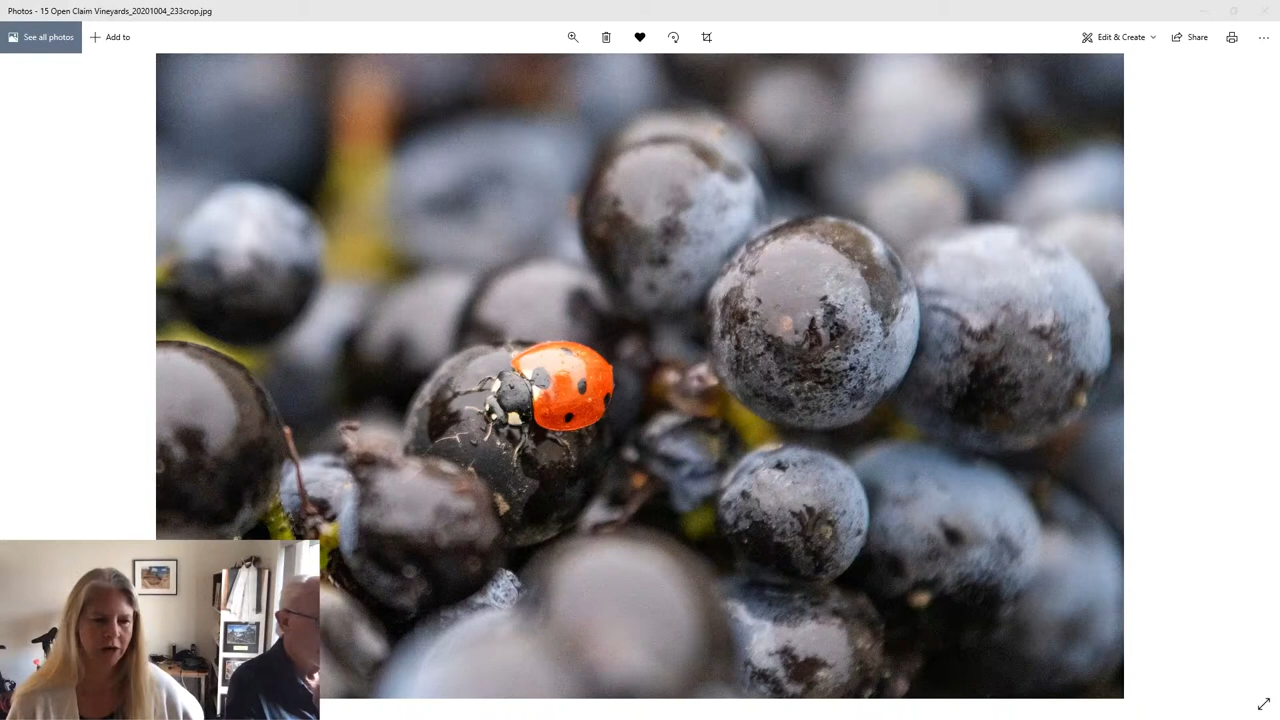 Photos - 15 Open Claim Vineyards_20201004_233crop.jpg
See all photos
Add to
Edit & Create
Share